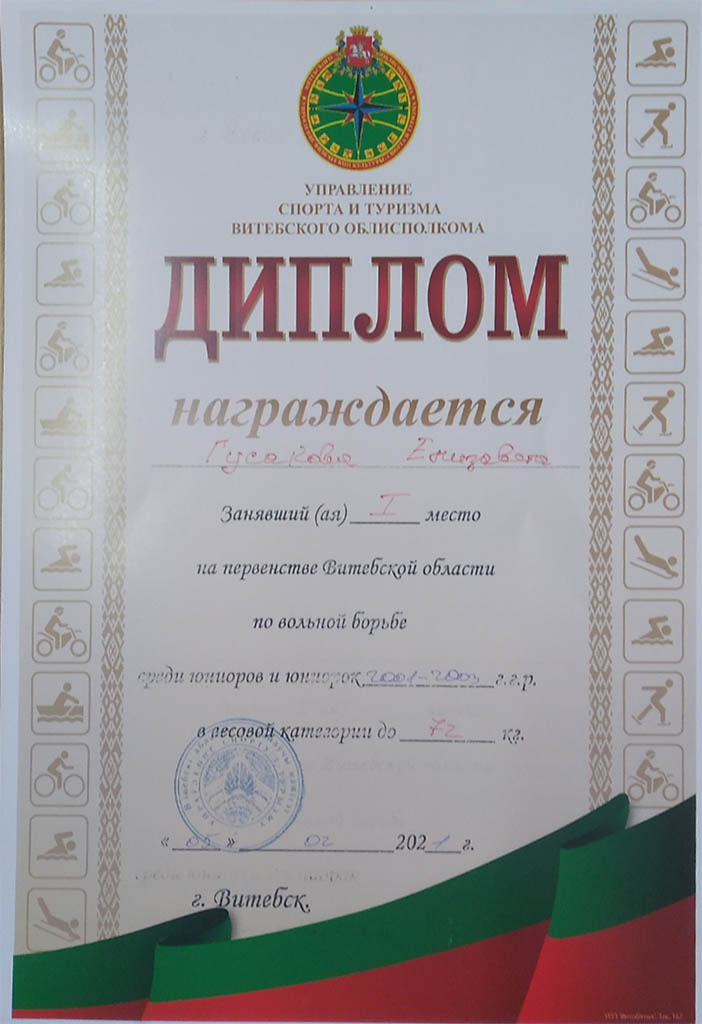 УПРАВЛЕНИЕ
СПОРТА И ТУРИЗМА
ВИТЕБСКОГО ОБЛИСПОЛКОМА
ДИПЛОМ
награждается
Гусакова Елизавета
Занявший (ая) I место
на первенстве Витебской области
по вольной борьбе
среди юниоров и юниорок 2001-2003 г.г.р.
в весовой категории до 72 кг.
« 05 » 02 2021 г.
г. Витебск.